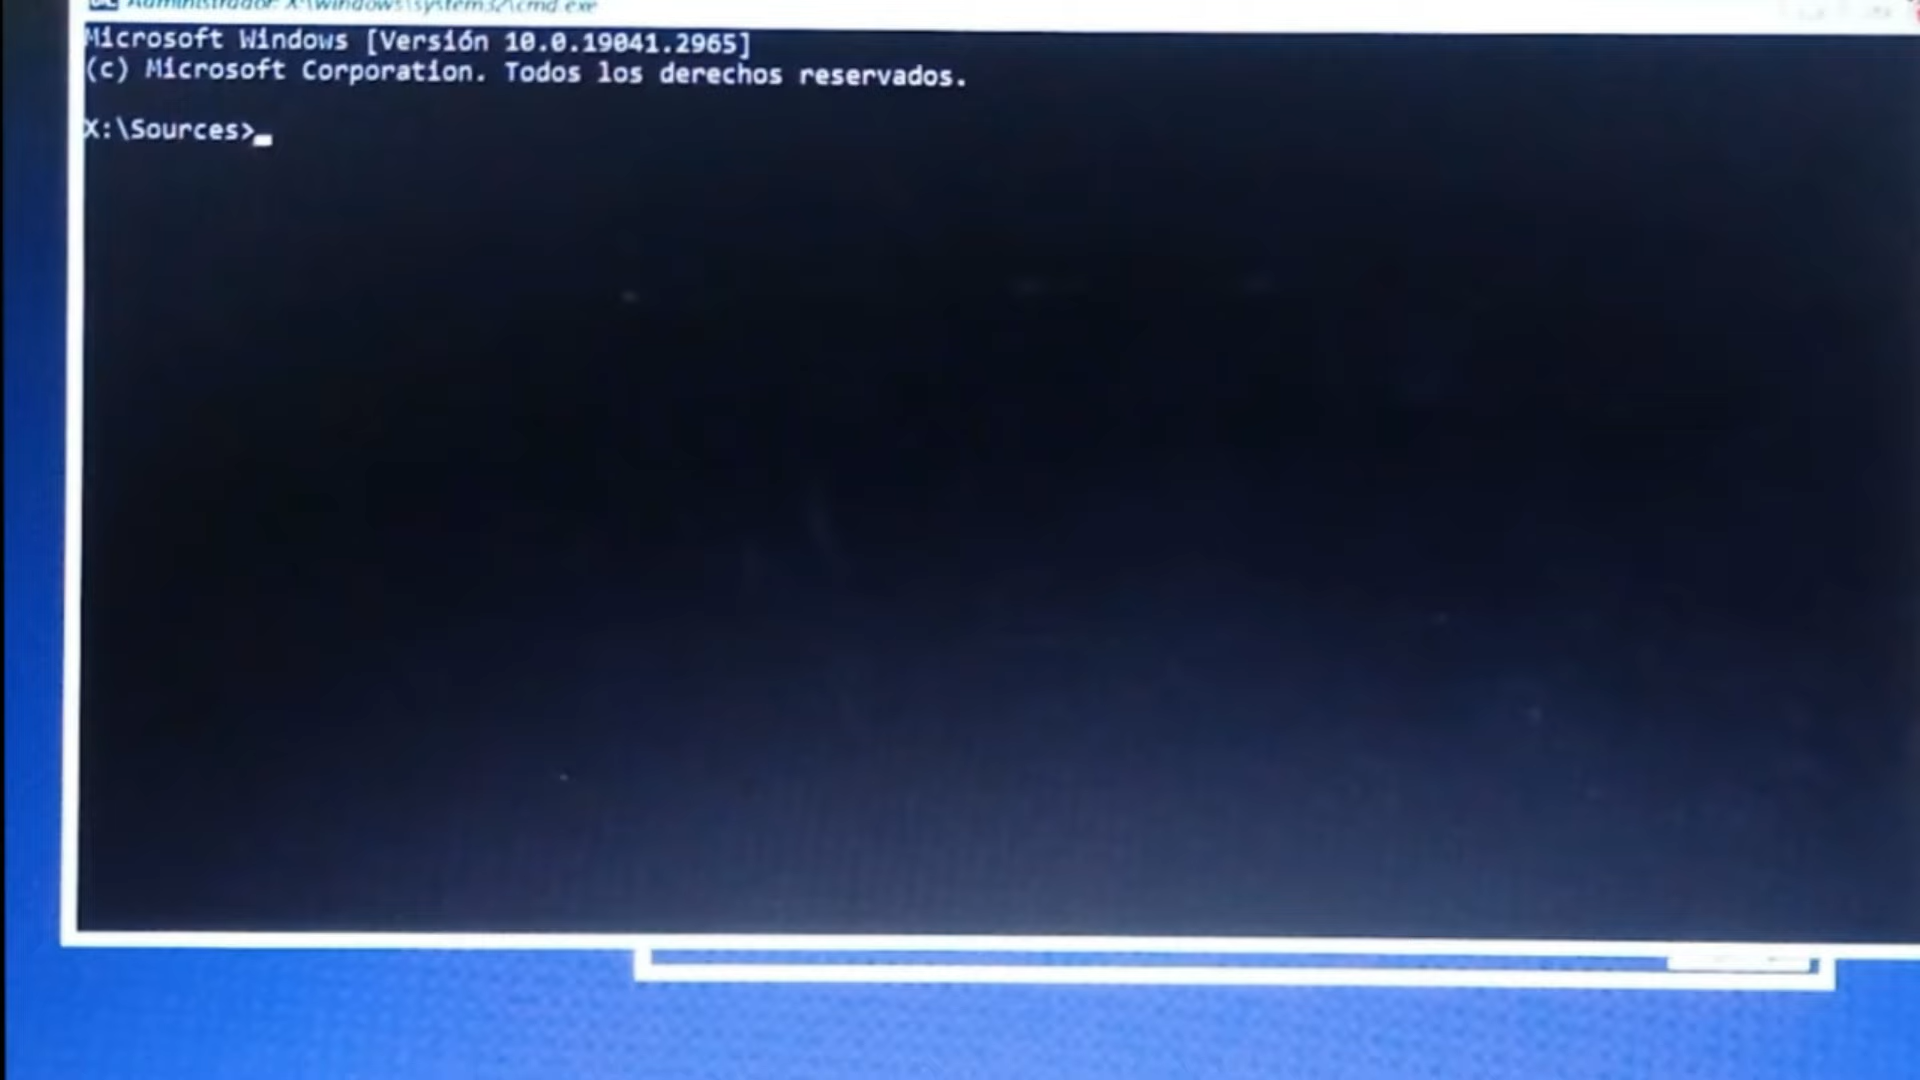 Administrador: X:\windows\system32\cmd.exe
Microsoft Windows [Versión 10.0.19041.2965]
(c) Microsoft Corporation. Todos los derechos reservados.
X:\Sources>